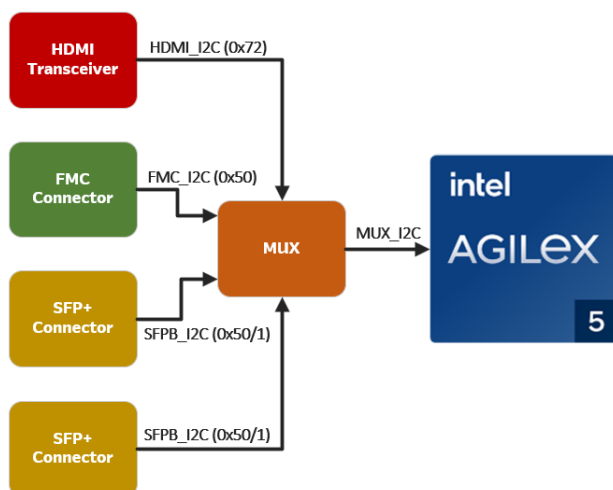 HDMI
Transceiver
HDMI_I2C (0x72)
FMC
Connector
FMC_I2C (0x50)
MUX
MUX_I2C
intel
AGILEX
5
SFP+
Connector
SFPB_I2C (0x50/1)
SFPB_I2C (0x50/1)
SFP+
Connector